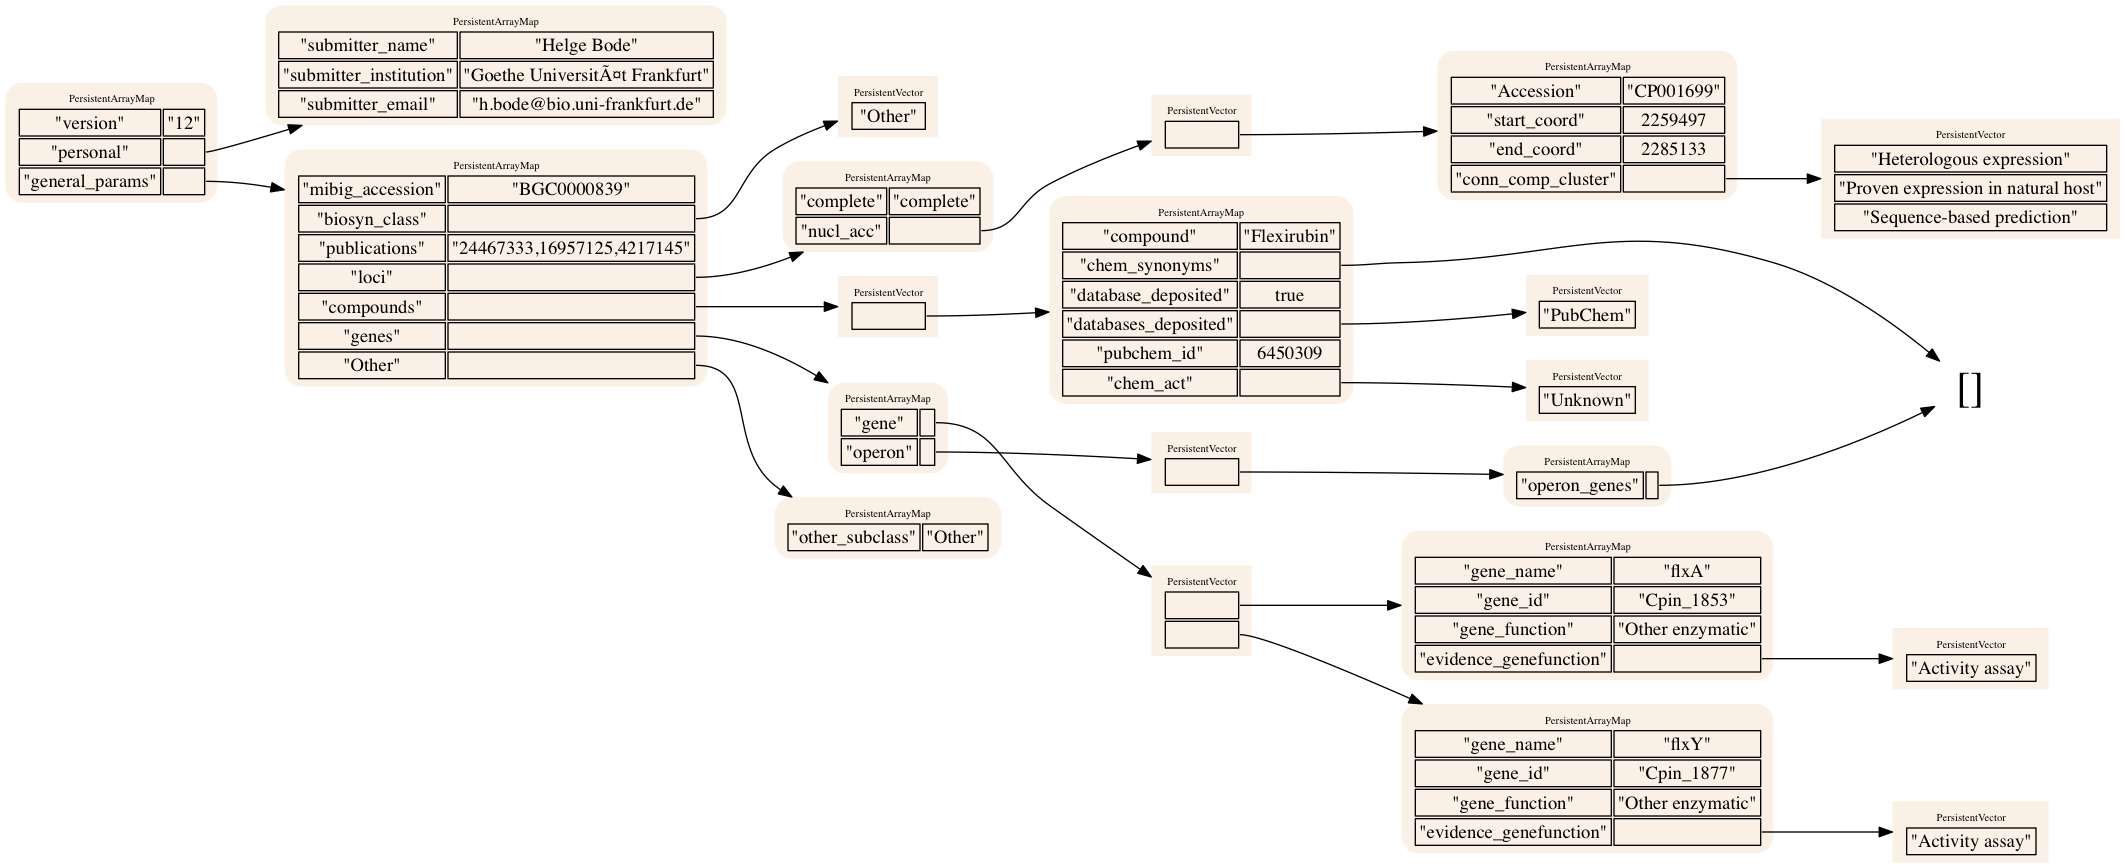 PersistentArrayMap
"version" "12"
"personal"
"general_params"
PersistentArrayMap
"submitter_name" "Helge Bode"
"submitter_institution" "Goethe UniversitÃ¤t Frankfurt"
"submitter_email" "h.bode@bio.uni-frankfurt.de"
PersistentArrayMap
"mibig_accession" "BGC0000839"
"biosyn_class"
"publications" "24467333,16957125,4217145"
"loci"
"compounds"
"genes"
"Other"
PersistentVector
"Other"
PersistentArrayMap
"complete" "complete"
"nucl_acc"
PersistentVector
PersistentArrayMap
"gene"
"operon"
PersistentArrayMap
"other_subclass" "Other"
PersistentVector
PersistentArrayMap
"compound" "Flexirubin"
"chem_synonyms"
"database_deposited" true
"databases_deposited"
"pubchem_id" 6450309
"chem_act"
PersistentVector
PersistentVector
PersistentArrayMap
"Accession" "CP001699"
"start_coord" 2259497
"end_coord" 2285133
"conn_comp_cluster"
PersistentVector
"Heterologous expression"
"Proven expression in natural host"
"Sequence-based prediction"
PersistentVector
"PubChem"
PersistentVector
"Unknown"
[]
PersistentArrayMap
"operon_genes"
PersistentArrayMap
"gene_name" "flxA"
"gene_id" "Cpin_1853"
"gene_function" "Other enzymatic"
"evidence_genefunction"
PersistentVector
"Activity assay"
PersistentArrayMap
"gene_name" "flxY"
"gene_id" "Cpin_1877"
"gene_function" "Other enzymatic"
"evidence_genefunction"
PersistentVector
"Activity assay"